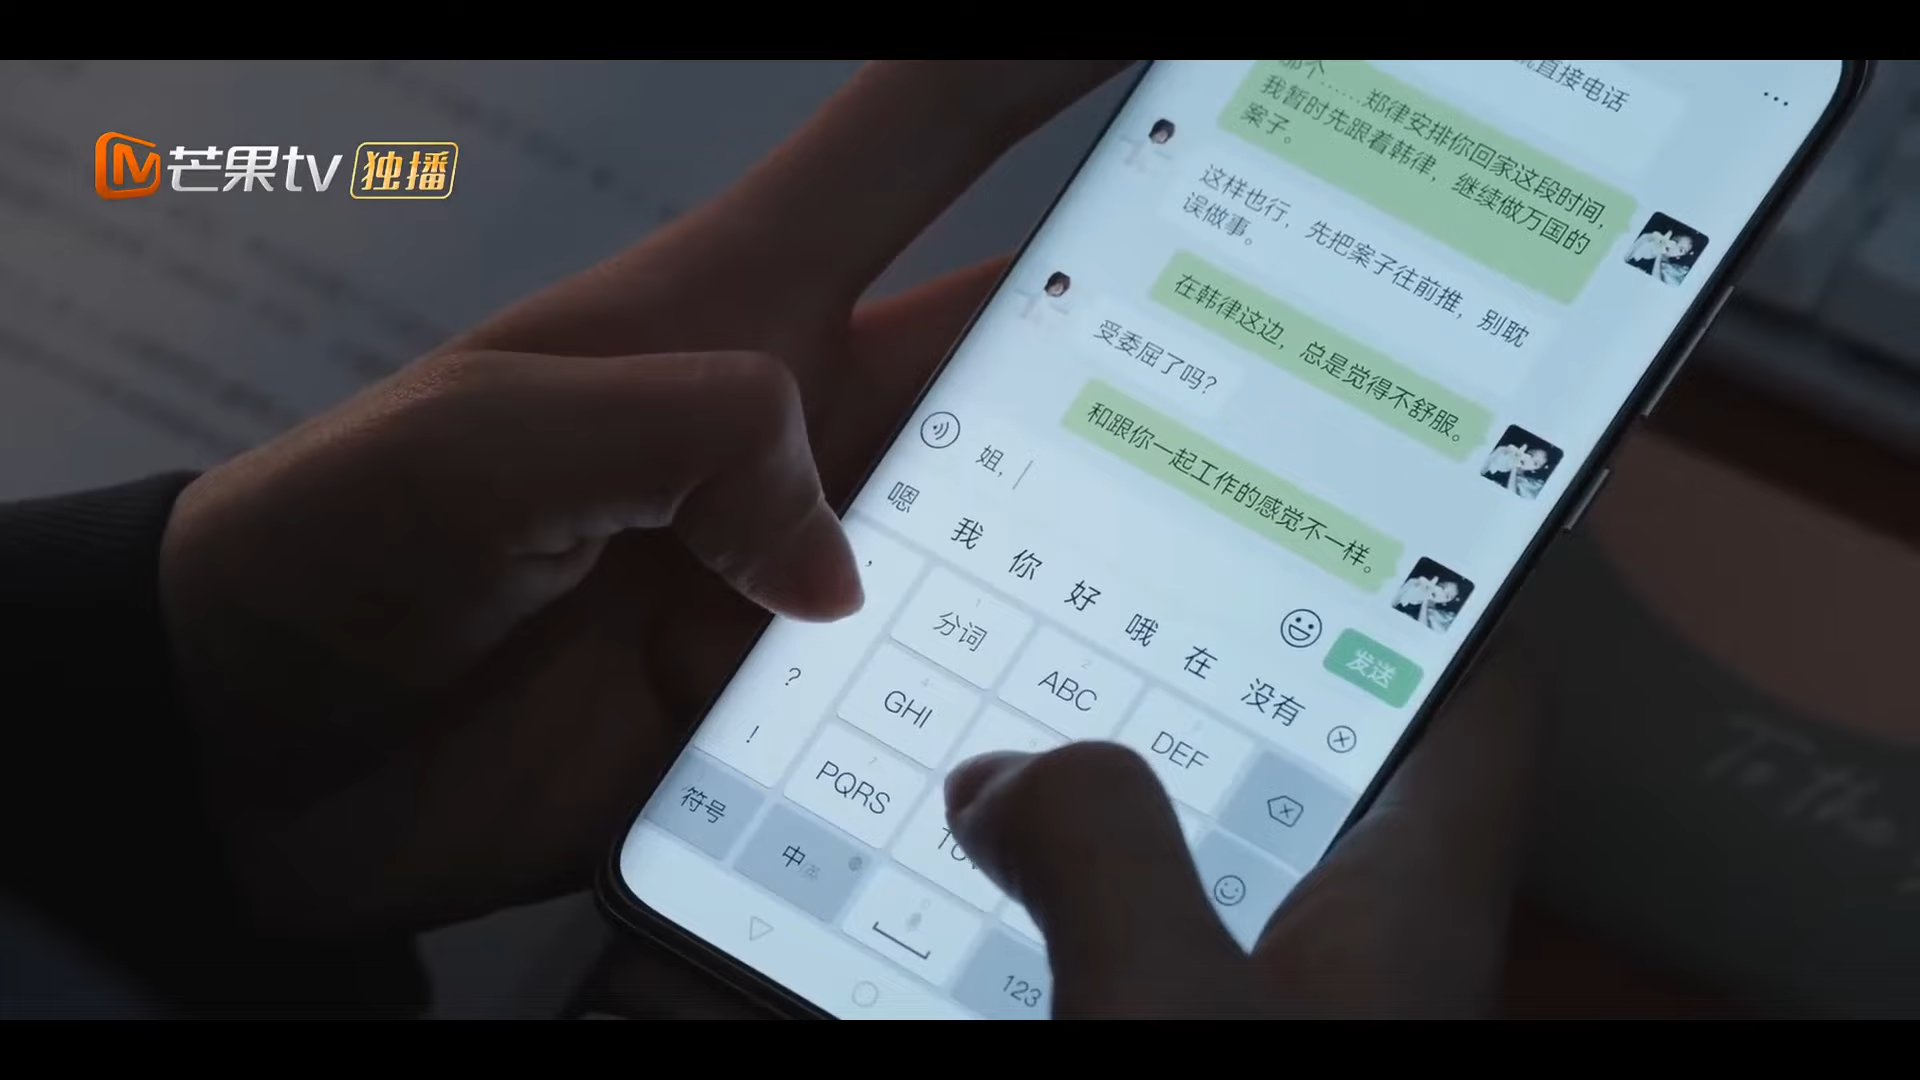 芒果tv 独播
就直接电话
那个……郑律安排你回家这段时间,
我暂时先跟着韩律,继续做万国的
案子。
这样也行,先把案子往前推,别耽
误做事。
在韩律这边,总是觉得不舒服。
受委屈了吗?
和跟你一起工作的感觉不一样。
姐,
发送
嗯 我 你 好 哦 在 没有
,
分词
ABC
DEF
?
GHI
!
PQRS
符号
中
123